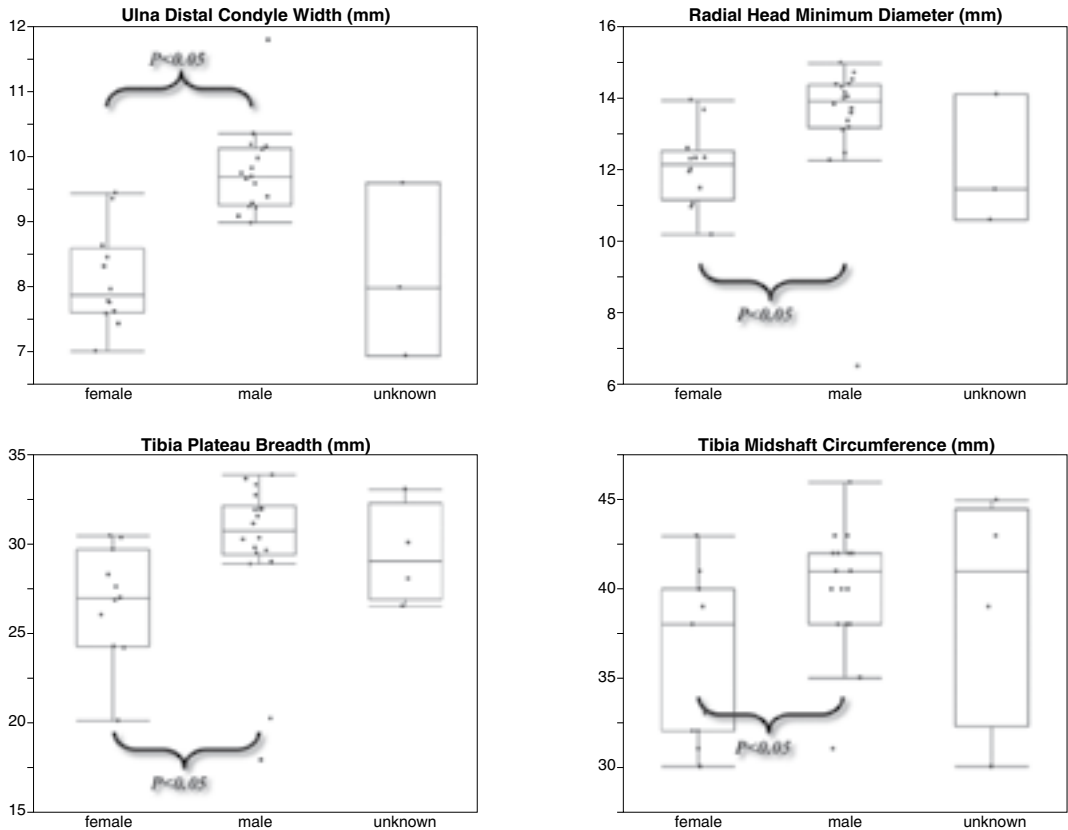 Ulna Distal Condyle Width (mm)
12
11
10
9
8
7
P<0.05
female male unknown
Radial Head Minimum Diameter (mm)
16
14
12
10
8
6
P<0.05
female male unknown
Tibia Plateau Breadth (mm)
35
30
25
20
15
P<0.05
female male unknown
Tibia Midshaft Circumference (mm)
45
40
35
30
P<0.05
female male unknown